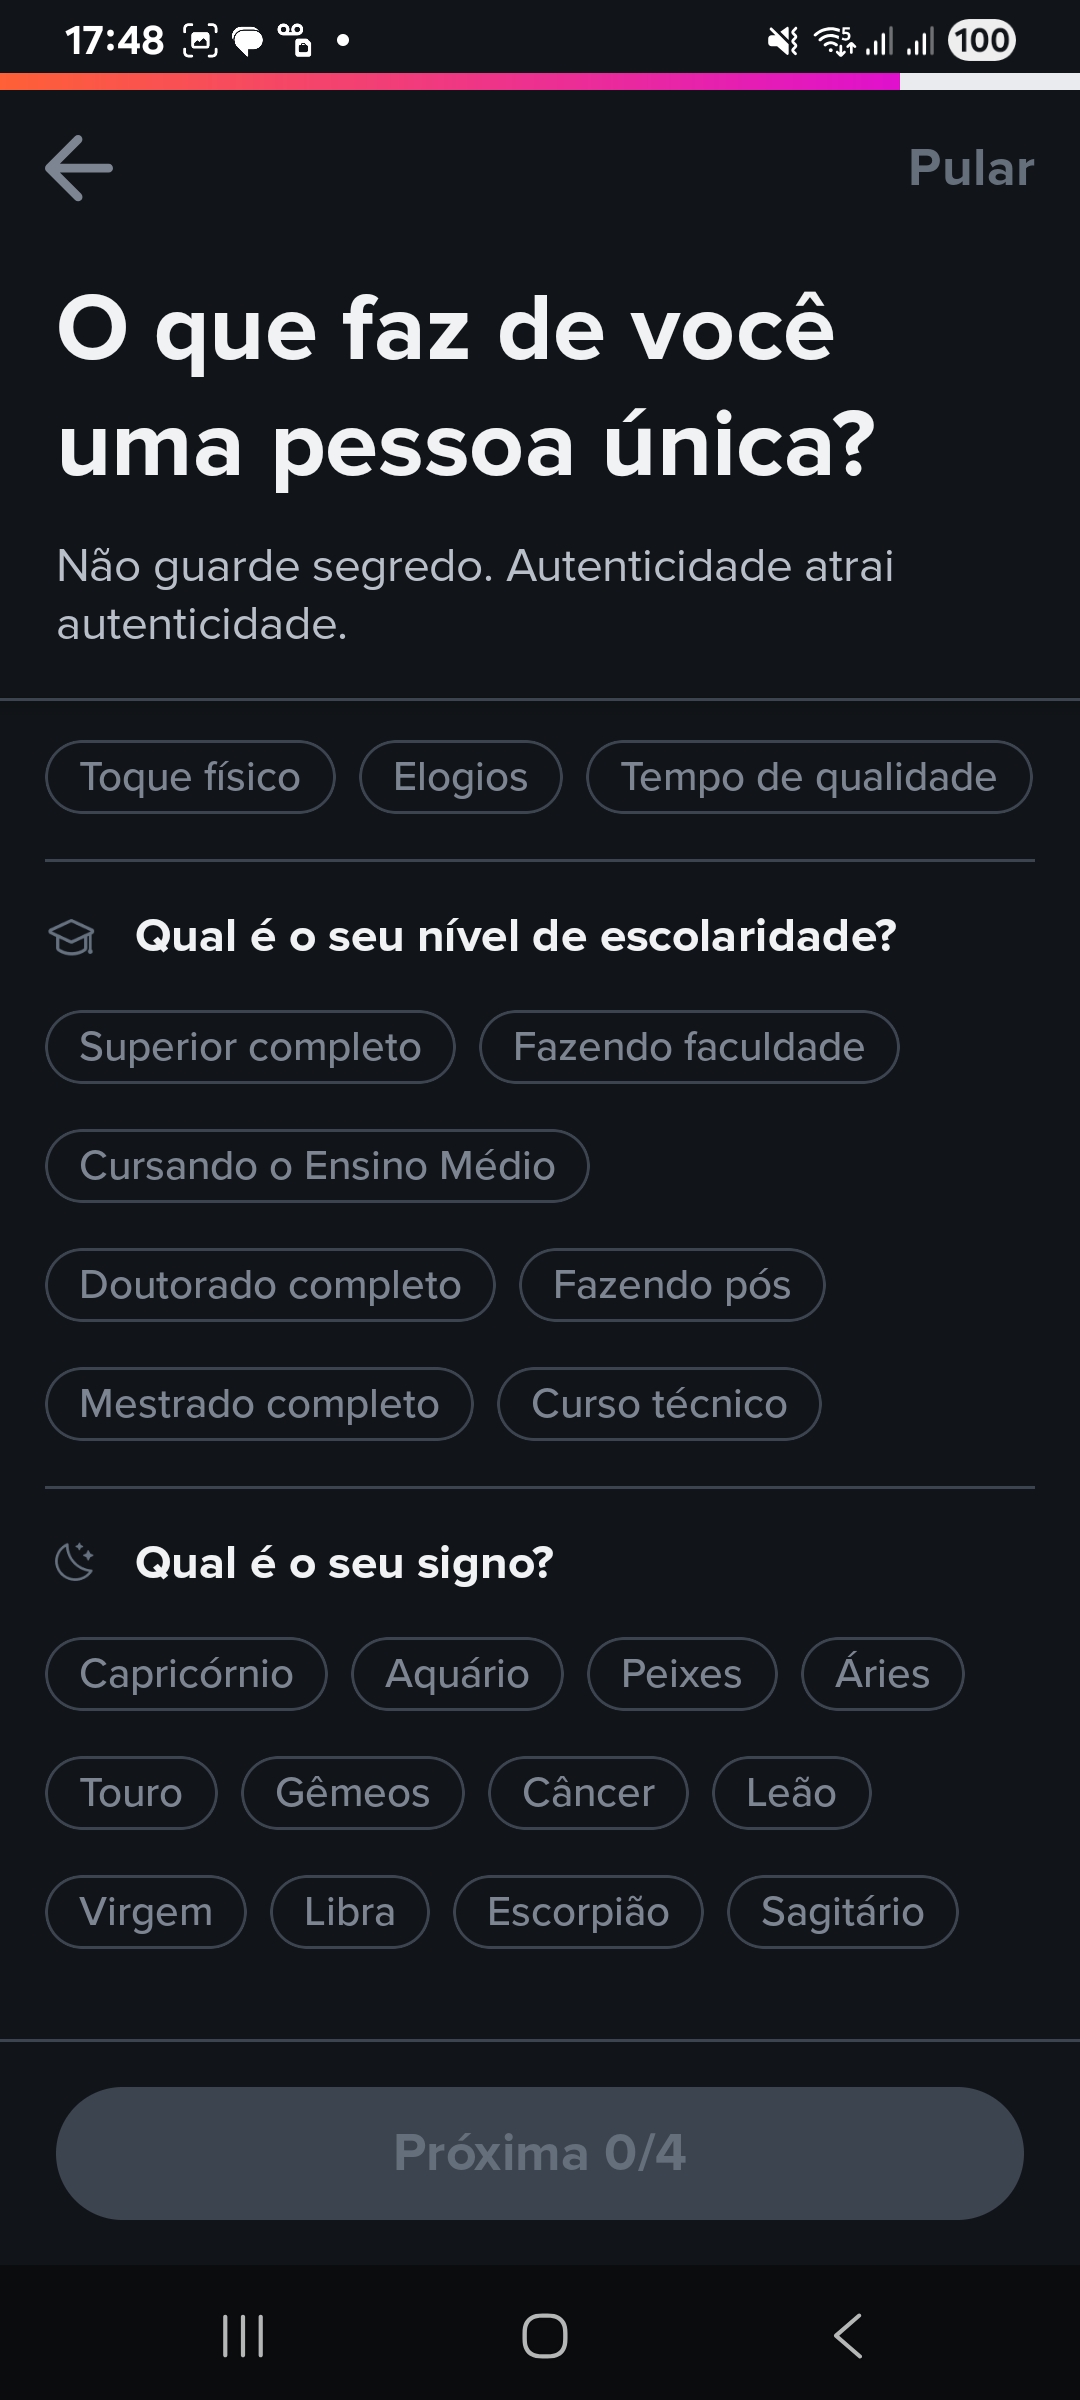 17:48
5
100
Pular
O que faz de você
uma pessoa única?
Não guarde segredo. Autenticidade atrai
autenticidade.
Toque físico Elogios Tempo de qualidade
Qual é o seu nível de escolaridade?
Superior completo Fazendo faculdade
Cursando o Ensino Médio
Doutorado completo Fazendo pós
Mestrado completo Curso técnico
Qual é o seu signo?
Capricórnio Aquário Peixes Áries
Touro Gêmeos Câncer Leão
Virgem Libra Escorpião Sagitário
Próxima 0/4